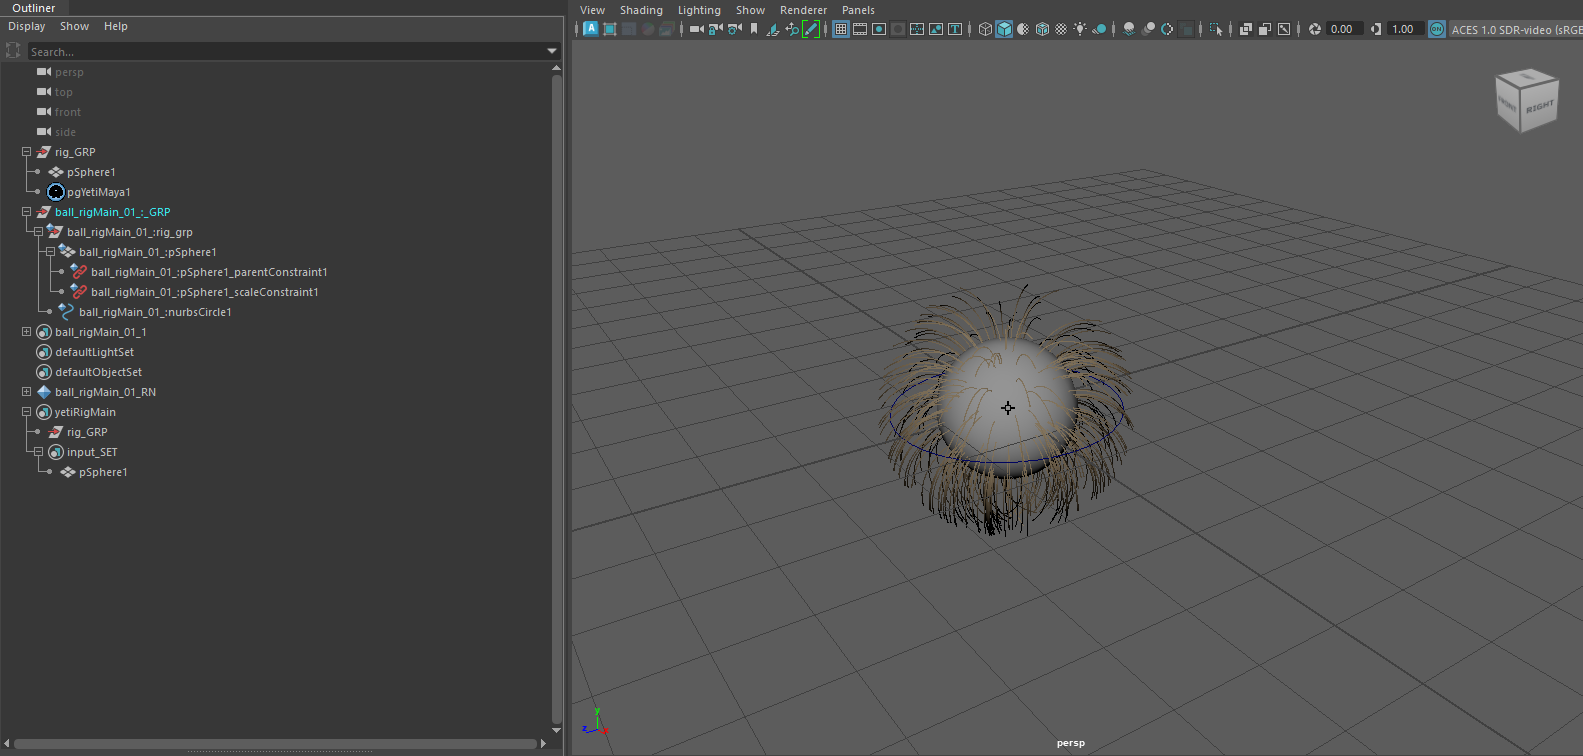 Outliner
Display Show Help
Search...
persp
top
front
side
rig_GRP
pSphere1
pgYetiMaya1
ball_rigMain_01_:_GRP
ball_rigMain_01_:rig_grp
ball_rigMain_01_:pSphere1
ball_rigMain_01_:pSphere1_parentConstraint1
ball_rigMain_01_:pSphere1_scaleConstraint1
ball_rigMain_01_:nurbsCircle1
ball_rigMain_01_1
defaultLightSet
defaultObjectSet
ball_rigMain_01_RN
yetiRigMain
rig_GRP
input_SET
pSphere1
View Shading Lighting Show Renderer Panels
0.00 1.00 ON ACES 1.0 SDR-video (sRGB
FRONT RIGHT
y
z x
persp